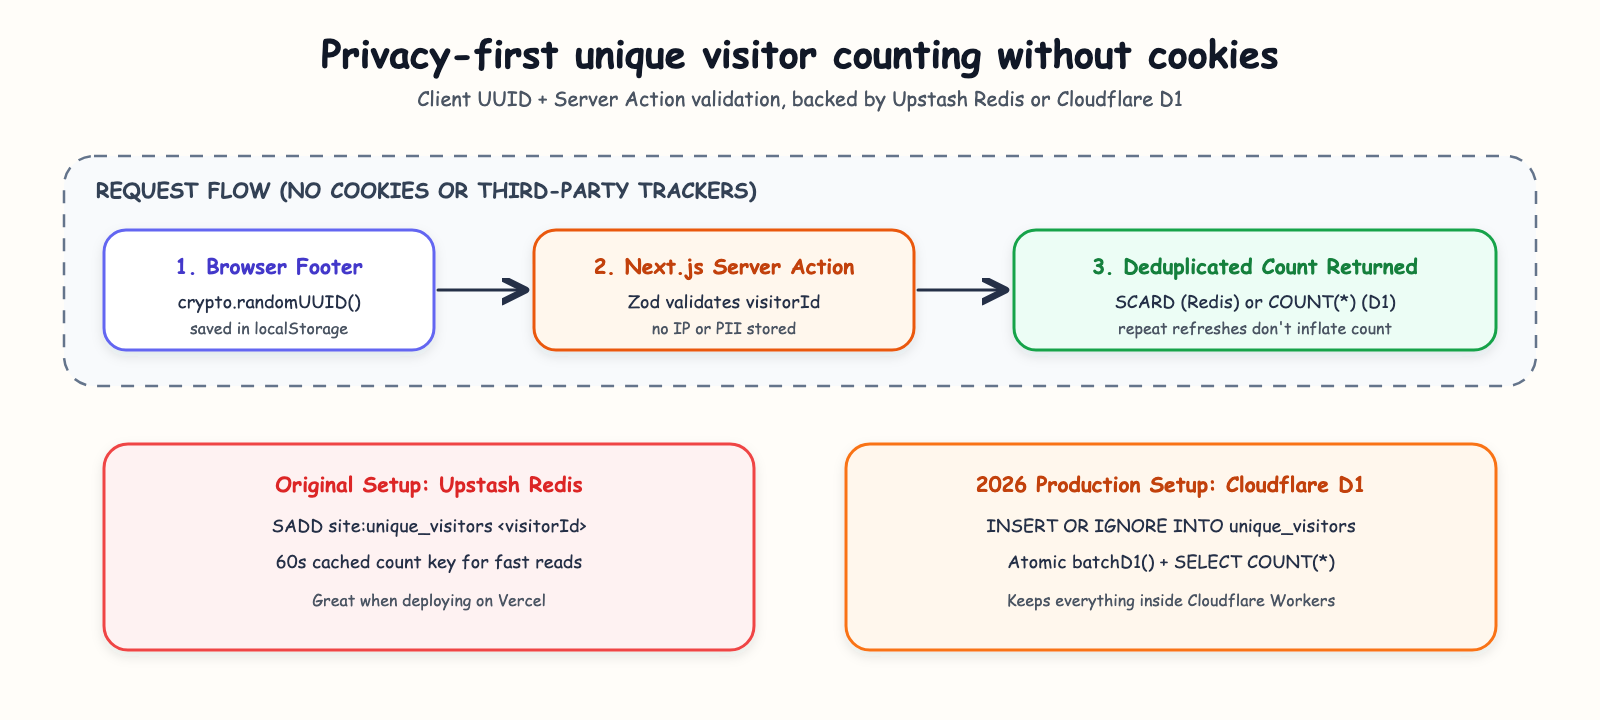 Privacy-first unique visitor counting without cookies
Client UUID + Server Action validation, backed by Upstash Redis or Cloudflare D1
REQUEST FLOW (NO COOKIES OR THIRD-PARTY TRACKERS)
1. Browser Footer
crypto.randomUUID()
saved in localStorage
2. Next.js Server Action
Zod validates visitorId
no IP or PII stored
3. Deduplicated Count Returned
SCARD (Redis) or COUNT(*) (D1)
repeat refreshes don't inflate count
Original Setup: Upstash Redis
SADD site:unique_visitors <visitorId>
60s cached count key for fast reads
Great when deploying on Vercel
2026 Production Setup: Cloudflare D1
INSERT OR IGNORE INTO unique_visitors
Atomic batchD1() + SELECT COUNT(*)
Keeps everything inside Cloudflare Workers